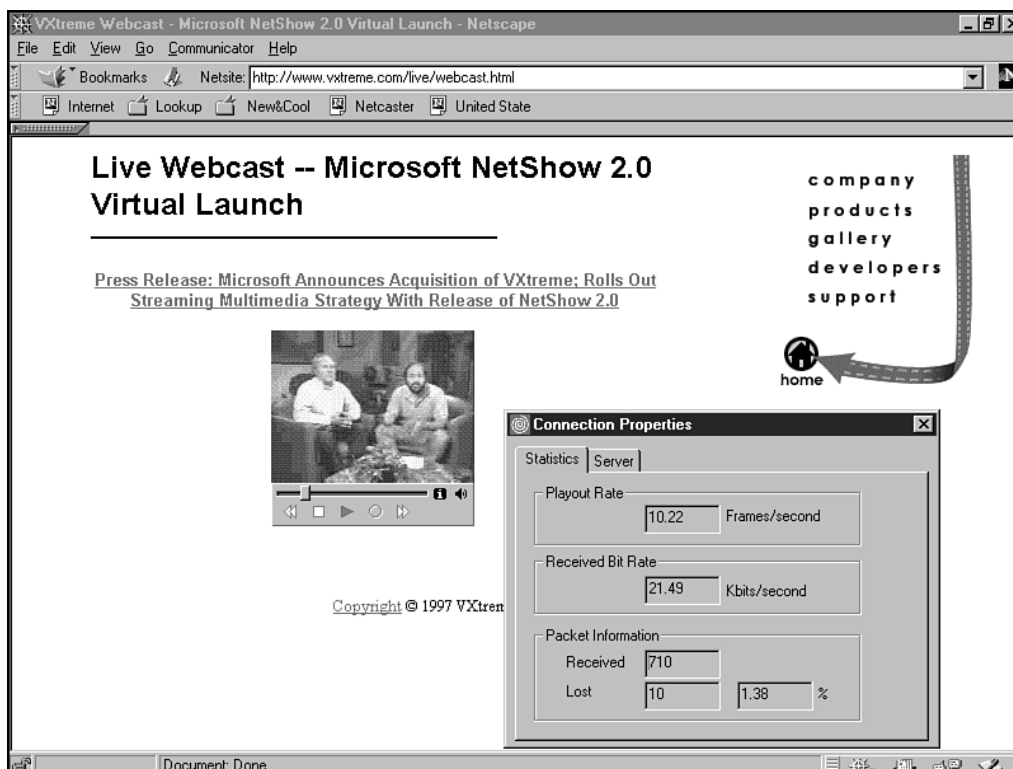 VXtreme Webcast - Microsoft NetShow 2.0 Virtual Launch - Netscape
File Edit View Go Communicator Help
Bookmarks Netsite: http://www.vxtreme.com/live/webcast.html
Internet Lookup New&Cool Netcaster United State
Live Webcast -- Microsoft NetShow 2.0
Virtual Launch
company
products
gallery
developers
support
home
Press Release: Microsoft Announces Acquisition of VXtreme; Rolls Out
Streaming Multimedia Strategy With Release of NetShow 2.0
Connection Properties
Statistics Server
Playout Rate
10.22 Frames/second
Received Bit Rate
21.49 Kbits/second
Packet Information
Received 710
Lost 10 1.38 %
Copyright © 1997 VXtrem
Document: Done